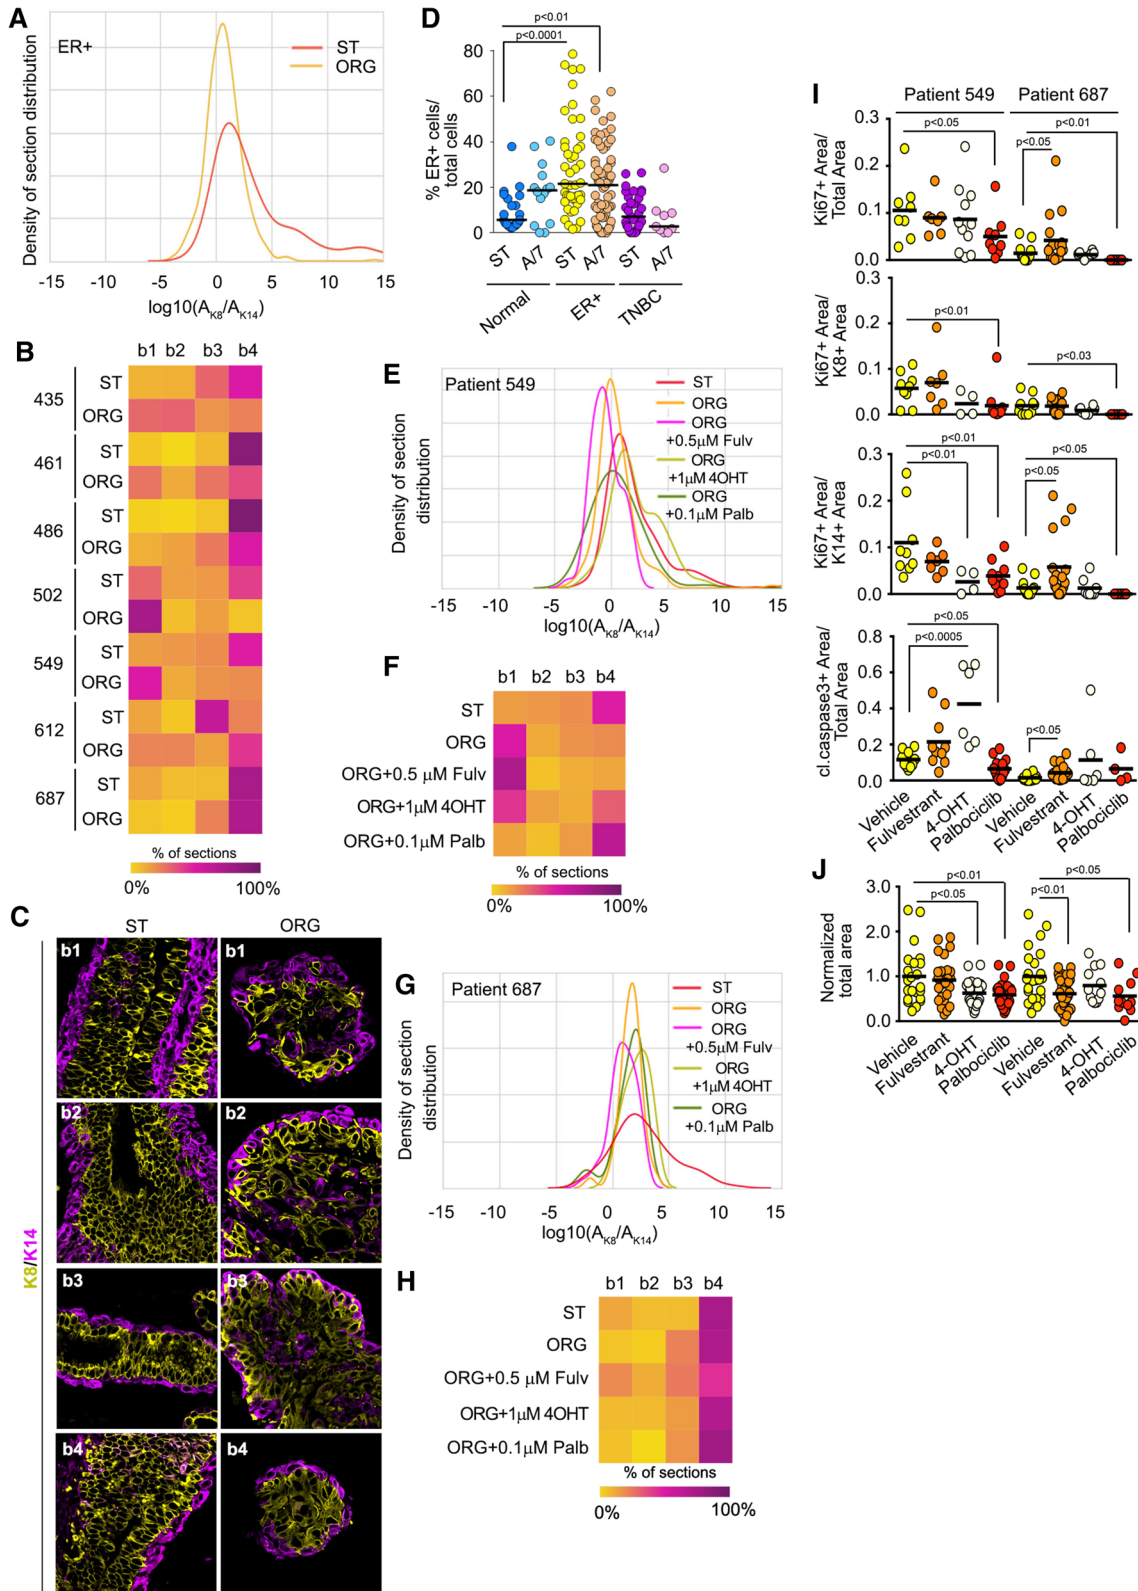 A
ER+
ST
ORG
Density of section distribution
-15 -10 -5 0 5 10 15
log10(AK8/AK14)
B
b1 b2 b3 b4
435 ST
ORG
461 ST
ORG
486 ST
ORG
502 ST
ORG
549 ST
ORG
612 ST
ORG
687 ST
ORG
% of sections
0% 100%
C
ST ORG
b1 b1
b2 b2
b3 b3
b4 b4
K8/K14
D
p<0.01
p<0.0001
% ER+ cells/
total cells
80
60
40
20
0
ST A/7 ST A/7 ST A/7
Normal ER+ TNBC
E
Patient 549
ST
ORG
ORG
+0.5µM Fulv
ORG
+1µM 4OHT
ORG
+0.1µM Palb
Density of section
distribution
-15 -10 -5 0 5 10 15
log10(AK8/AK14)
F
b1 b2 b3 b4
ST
ORG
ORG+0.5 µM Fulv
ORG+1µM 4OHT
ORG+0.1µM Palb
% of sections
0% 100%
G
Patient 687
ST
ORG
ORG
+0.5µM Fulv
ORG
+1µM 4OHT
ORG
+0.1µM Palb
Density of section
distribution
-15 -10 -5 0 5 10 15
log10(AK8/AK14)
H
b1 b2 b3 b4
ST
ORG
ORG+0.5 µM Fulv
ORG+1µM 4OHT
ORG+0.1µM Palb
% of sections
0% 100%
I
Patient 549 Patient 687
Ki67+ Area/
Total Area
0.3
0.2
0.1
0.0
p<0.05
p<0.01
p<0.05
Ki67+ Area/
K8+ Area
0.3
0.2
0.1
0.0
p<0.01
p<0.03
Ki67+ Area/
K14+ Area
0.3
0.2
0.1
0.0
p<0.01
p<0.01
p<0.05
p<0.05
cl.caspase3+ Area/
Total Area
0.8
0.6
0.4
0.2
0.0
p<0.05
p<0.0005
p<0.05
Vehicle Fulvestrant 4-OHT Palbociclib Vehicle Fulvestrant 4-OHT Palbociclib
J
Normalized
total area
3.0
2.0
1.0
0.0
p<0.01
p<0.05
p<0.05
p<0.01
Vehicle Fulvestrant 4-OHT Palbociclib Vehicle Fulvestrant 4-OHT Palbociclib